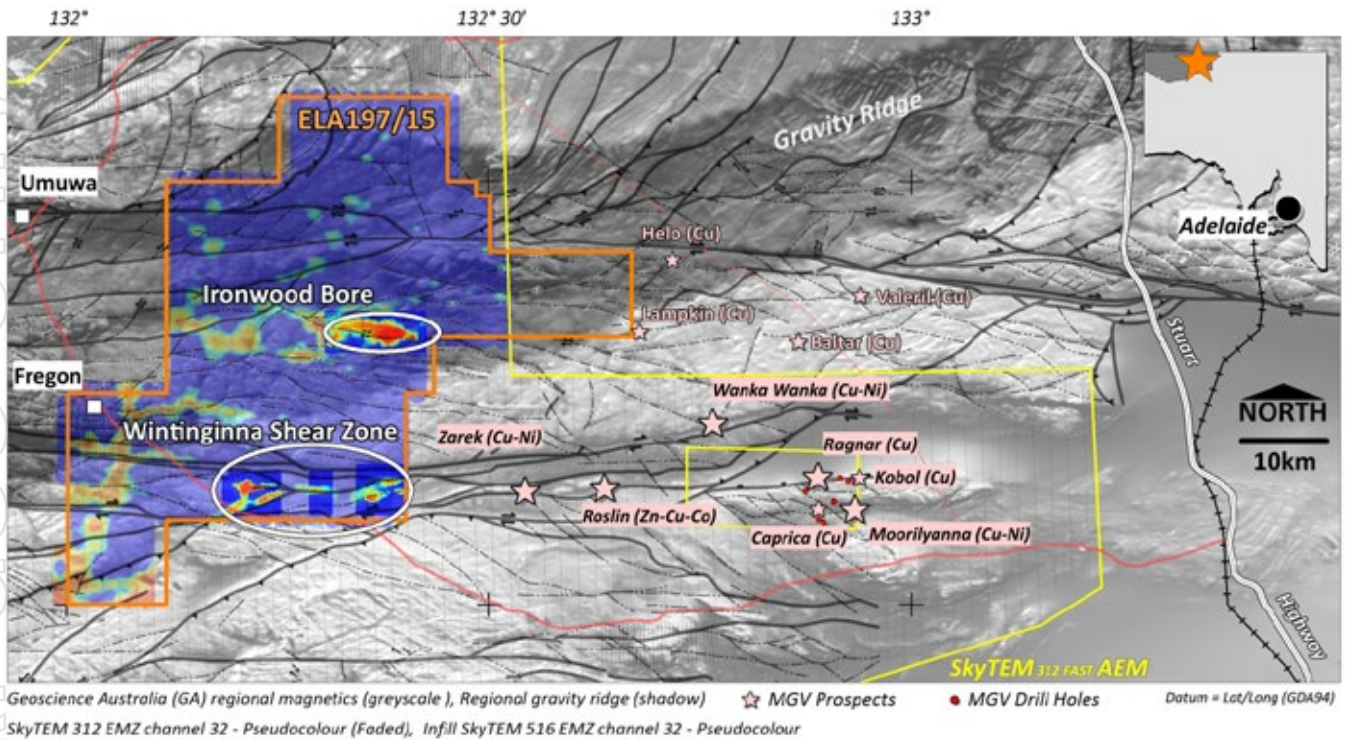 132° 132° 30' 133°
ELA197/15
Gravity Ridge
Umuwa
Adelaide
Helo (Cu)
Ironwood Bore
Valeril (Cu)
Lampkin (Cu)
Baltar (Cu)
Stuars
Fregon
Wanka Wanka (Cu-Ni)
NORTH
10km
Wintinginna Shear Zone
Zarek (Cu-Ni)
Ragnar (Cu)
Kobol (Cu)
Roslin (Zn-Cu-Co)
Caprica (Cu)
Moorilyanna (Cu-Ni)
Highway
SkyTEM 312 FAST AEM
Geoscience Australia (GA) regional magnetics (greyscale ), Regional gravity ridge (shadow) MGV Prospects MGV Drill Holes Datum = Lat/Long (GDA94)
SkyTEM 312 EMZ channel 32 - Pseudocolour (Faded), Infill SkyTEM 516 EMZ channel 32 - Pseudocolour